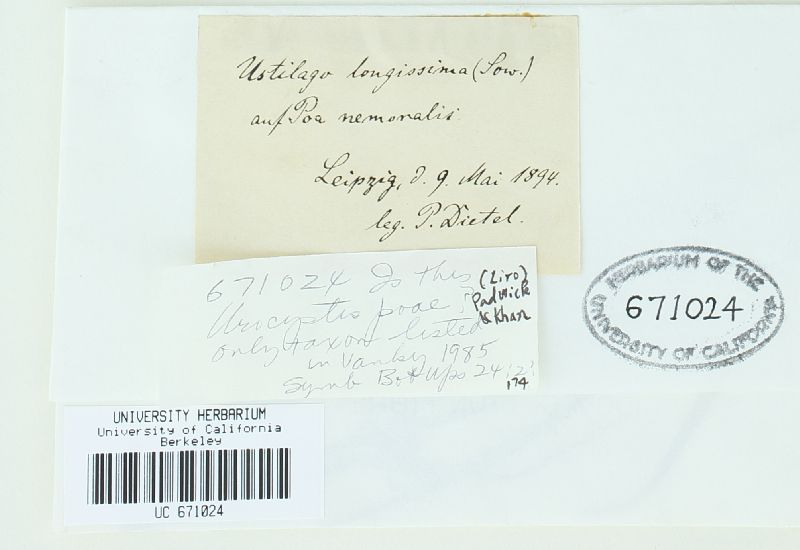 Ustilago longissima (Sow.)
auf Poa nemoralis.
Leipzig, d. 9. Mai 1894.
leg. P. Dietel.
671024 Is this
Urocystis poae ?
only taxon listed
in Vanky 1985
Symb Bot Ups 24(2)
174
(Liro)
Padwick
& Khan
HERBARIUM OF THE
671024
UNIVERSITY OF CALIFORNIA
UNIVERSITY HERBARIUM
University of California
Berkeley
UC 671024